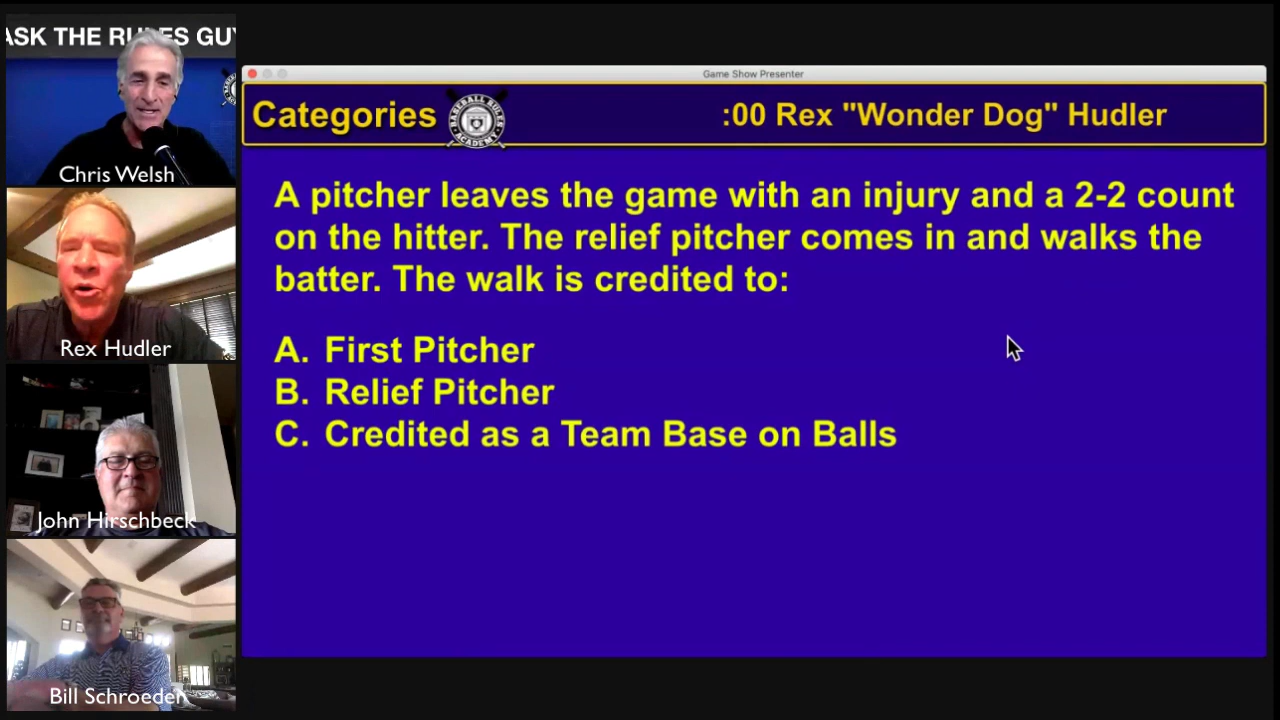 ASK THE RULES GUY
Chris Welsh
Rex Hudler
John Hirschbeck
Bill Schroeder
Game Show Presenter
Categories
BASEBALL RULES
ACADEMY
:00 Rex "Wonder Dog" Hudler
A pitcher leaves the game with an injury and a 2-2 count
on the hitter. The relief pitcher comes in and walks the
batter. The walk is credited to:
A. First Pitcher
B. Relief Pitcher
C. Credited as a Team Base on Balls